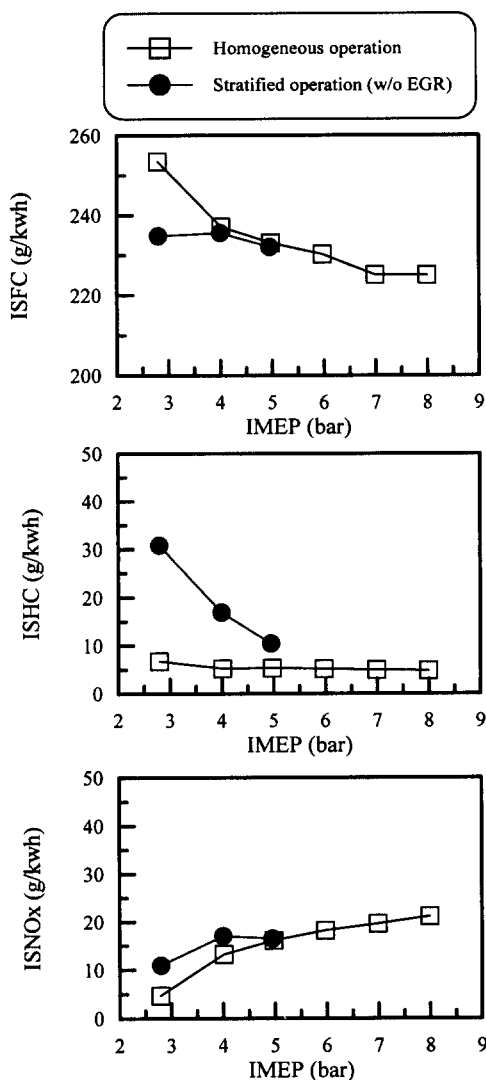 Homogeneous operation
Stratified operation (w/o EGR)
260
240
220
200
ISFC (g/kwh)
2 3 4 5 6 7 8 9
IMEP (bar)
50
40
30
20
10
0
ISHC (g/kwh)
2 3 4 5 6 7 8 9
IMEP (bar)
50
40
30
20
10
0
ISNOx (g/kwh)
2 3 4 5 6 7 8 9
IMEP (bar)